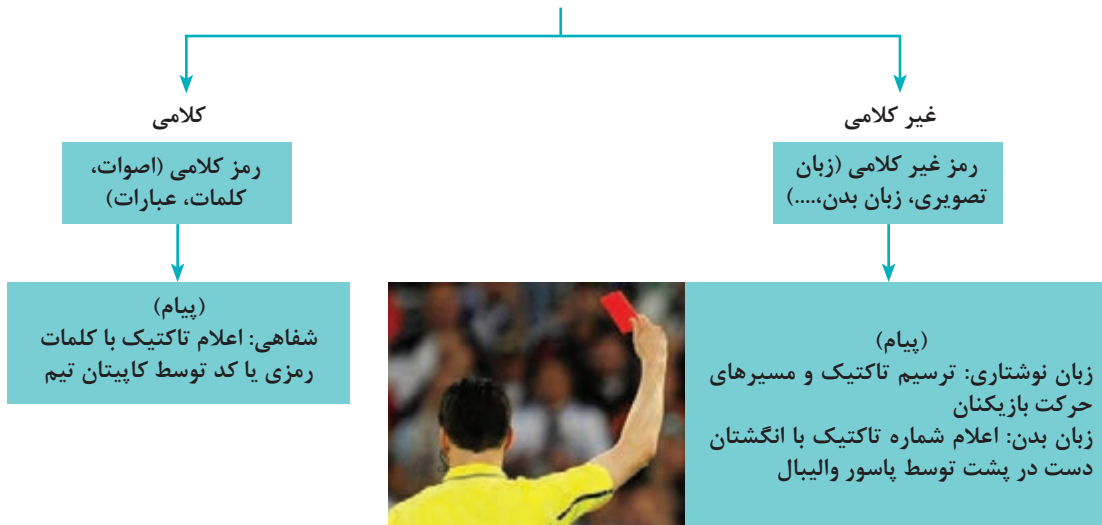 غیر کلامی
رمز غیر کلامی (زبان
تصویری، زبان بدن،....)
(پیام)
زبان نوشتاری: ترسیم تاکتیک و مسیرهای
حرکت بازیکنان
زبان بدن: اعلام شماره تاکتیک با انگشتان
دست در پشت توسط پاسور والیبال
کلامی
رمز کلامی (اصوات،
کلمات، عبارات)
(پیام)
شفاهی: اعلام تاکتیک با کلمات
رمزی یا کد توسط کاپیتان تیم